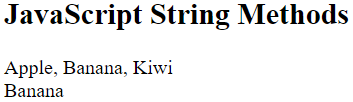 JavaScript String Methods
Apple, Banana, Kiwi
Banana